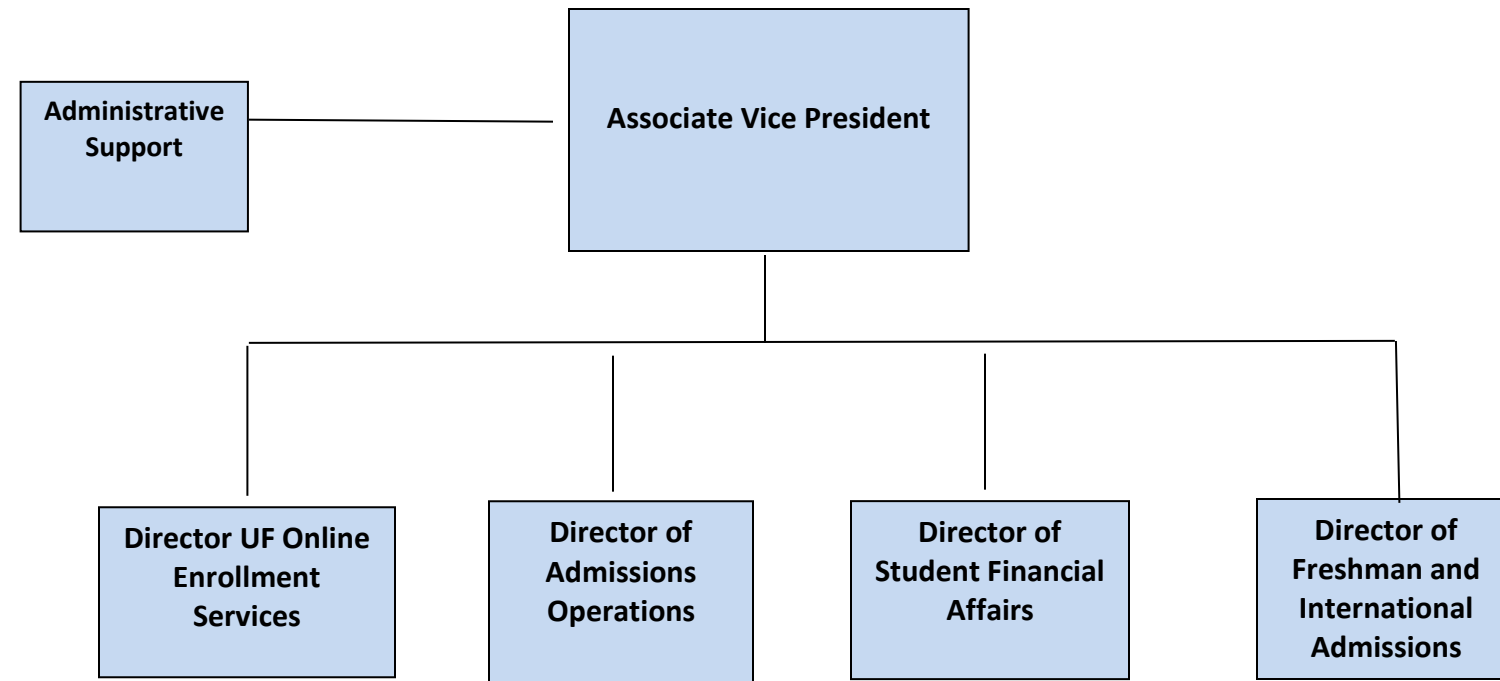 Administrative
Support
Associate Vice President
Director UF Online
Enrollment
Services
Director of
Admissions
Operations
Director of
Student Financial
Affairs
Director of
Freshman and
International
Admissions